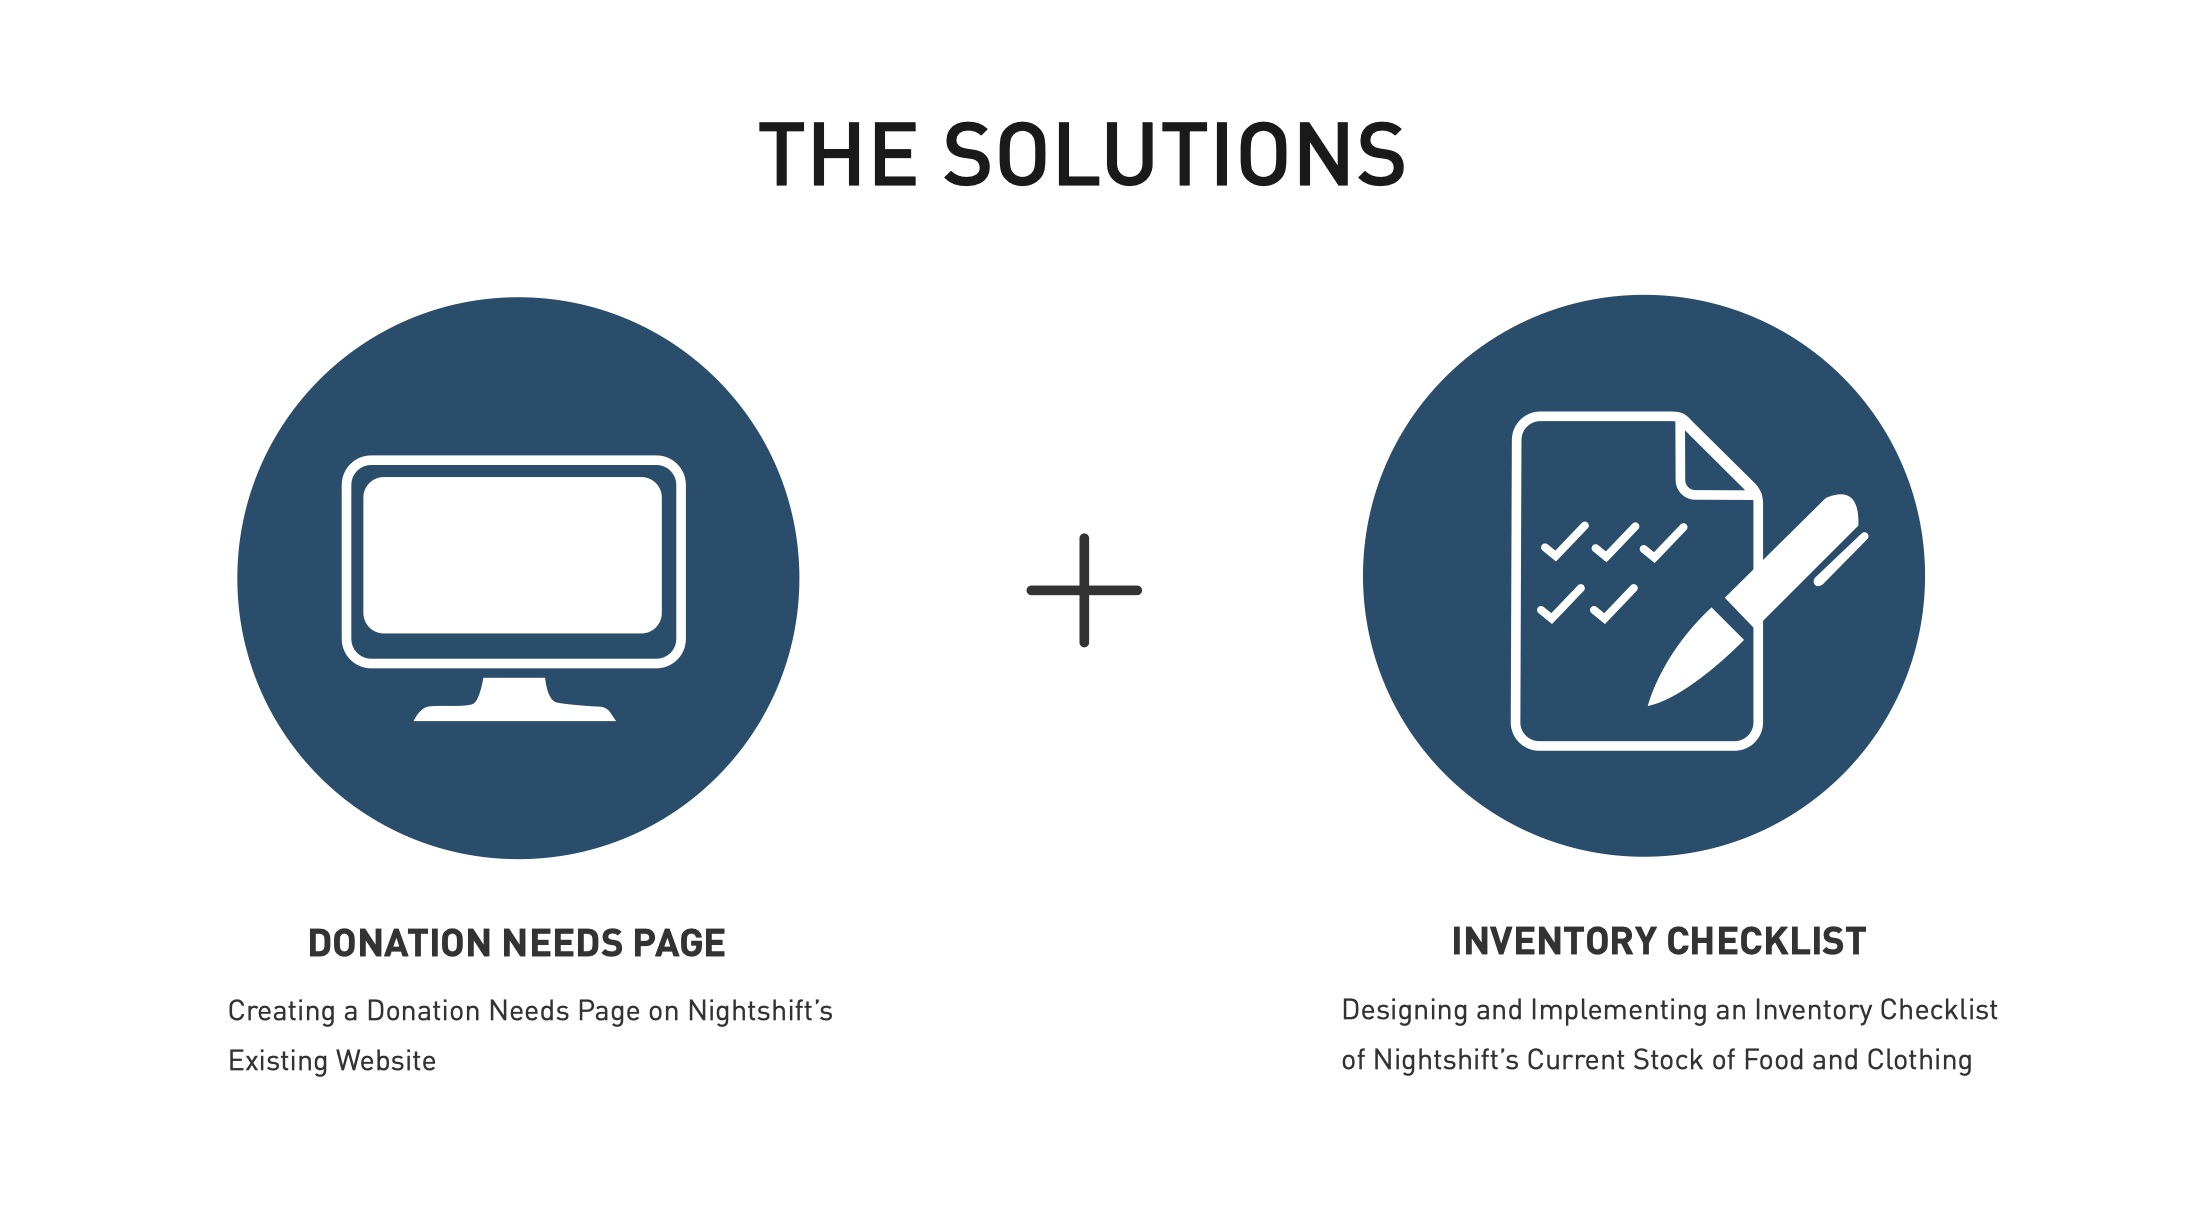 THE SOLUTIONS
DONATION NEEDS PAGE
Creating a Donation Needs Page on Nightshift’s
Existing Website
INVENTORY CHECKLIST
Designing and Implementing an Inventory Checklist
of Nightshift’s Current Stock of Food and Clothing